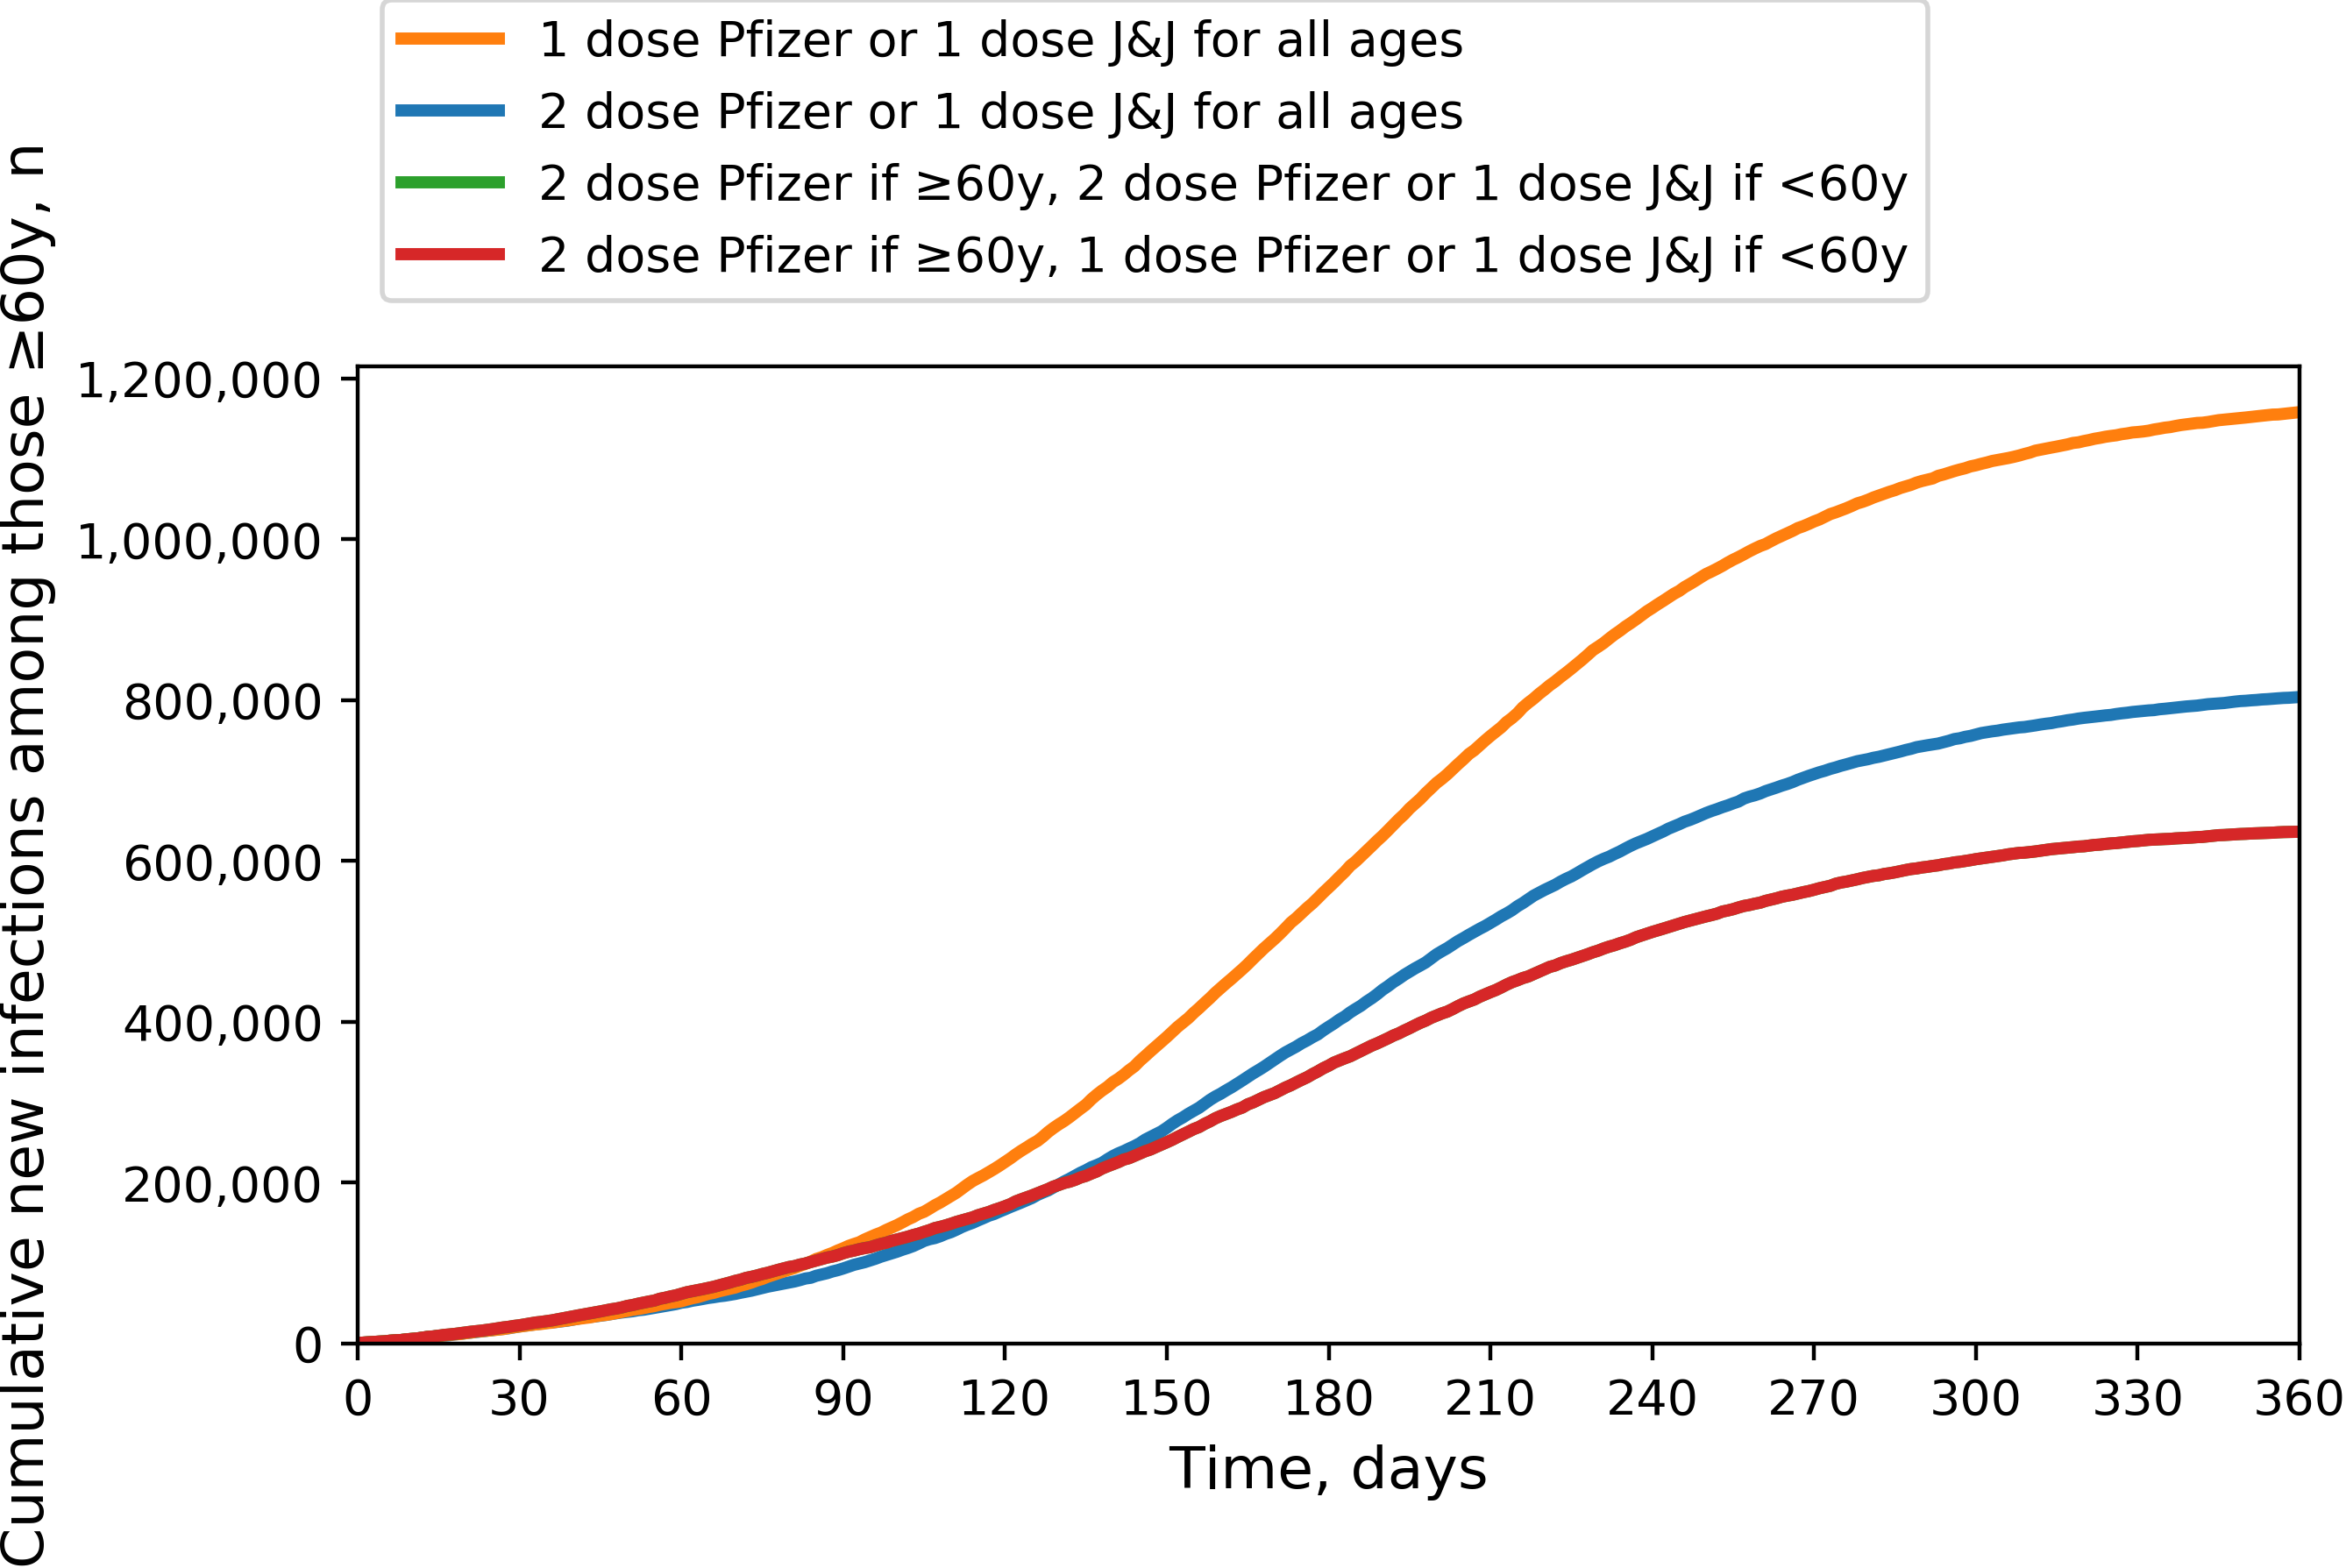 1 dose Pfizer or 1 dose J&J for all ages
2 dose Pfizer or 1 dose J&J for all ages
2 dose Pfizer if ≥60y, 2 dose Pfizer or 1 dose J&J if <60y
2 dose Pfizer if ≥60y, 1 dose Pfizer or 1 dose J&J if <60y
Cumulative new infections among those ≥60y, n
1,200,000
1,000,000
800,000
600,000
400,000
200,000
0
0 30 60 90 120 150 180 210 240 270 300 330 360
Time, days